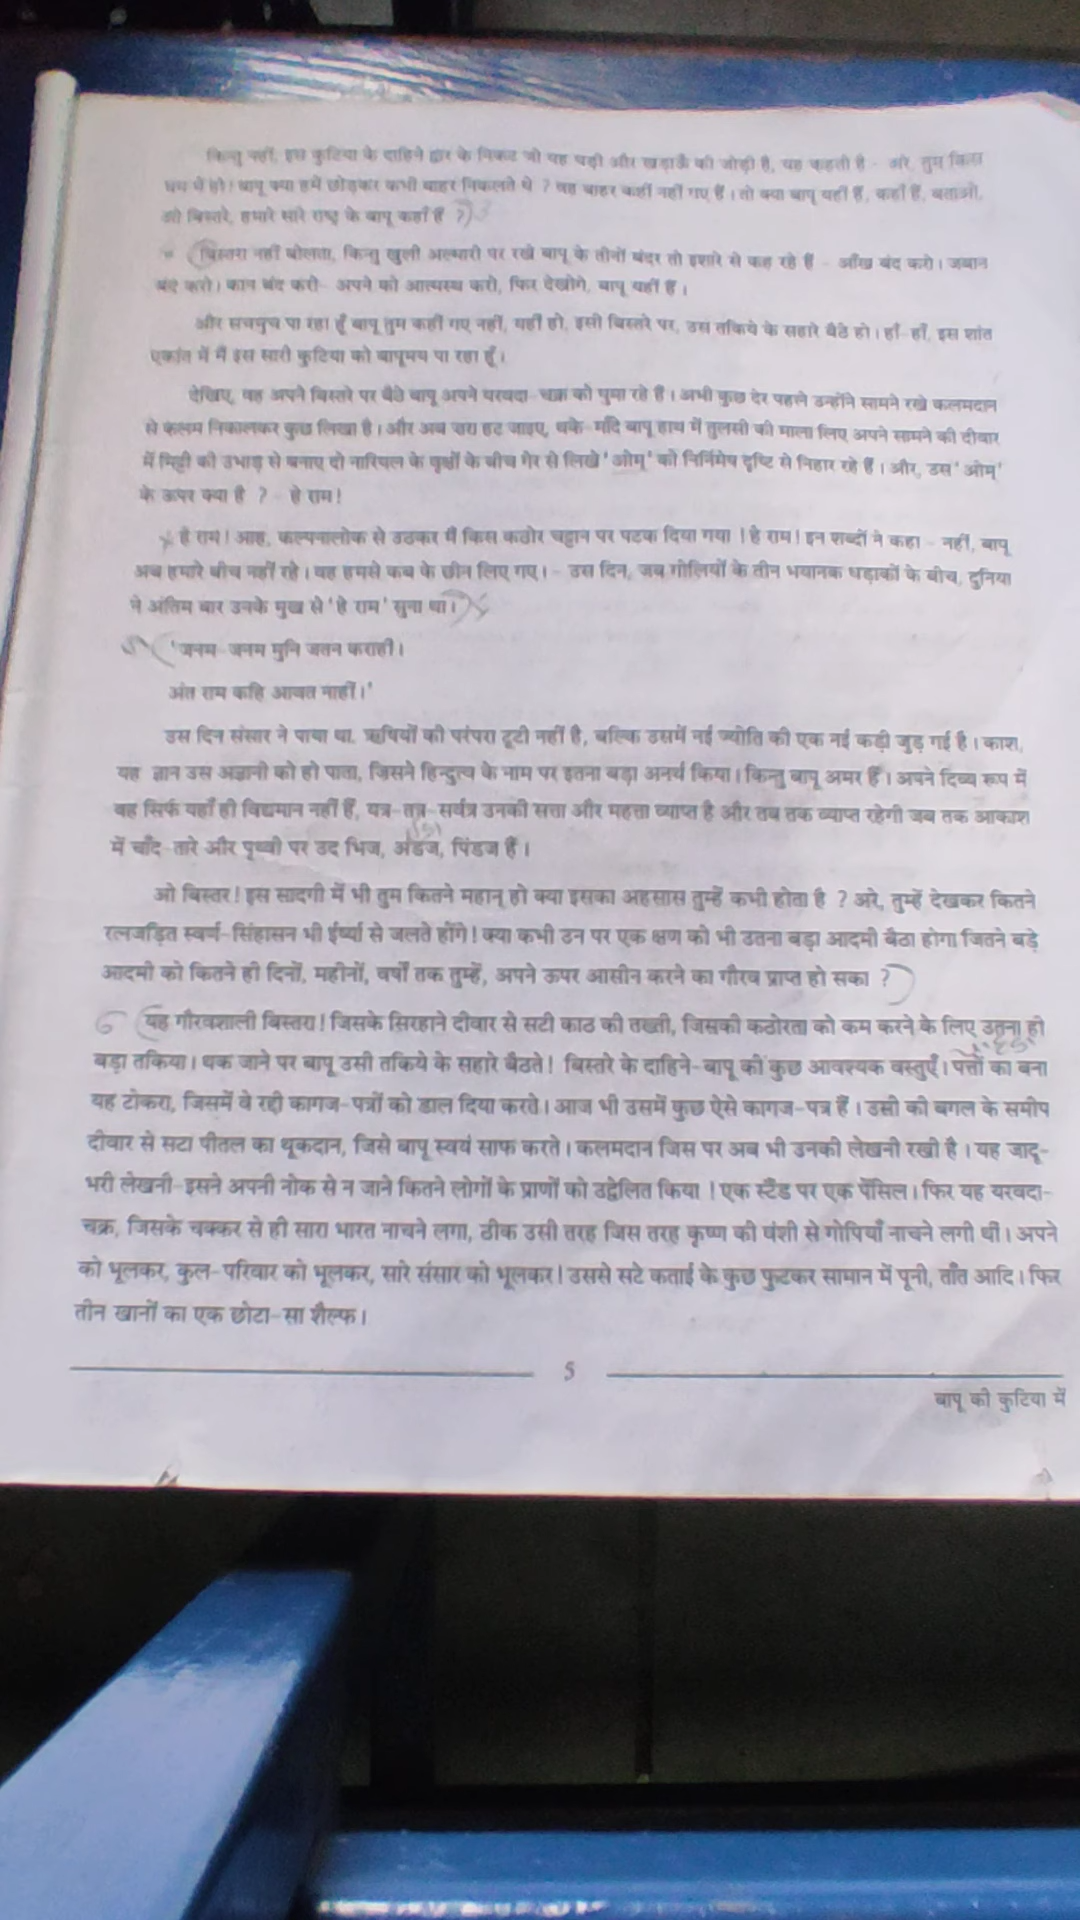 किन्तु नहीं, इस कुटिया के दाहिने द्वार के निकट जो यह घड़ी और खड़ाऊँ की जोड़ी है, यह कहती है - अरे, तुम किस
भ्रम में हो! बापू क्या हमें छोड़कर कभी बाहर निकलते थे ? वह बाहर कहीं नहीं गए हैं। तो क्या बापू यहीं हैं, कहाँ हैं, बताओ,
ओ बिस्तरे, हमारे सारे राष्ट्र के बापू कहाँ हैं ?
बिस्तरा नहीं बोलता, किन्तु खुली अल्मारी पर रखे बापू के तीनों बंदर तो इशारे से कह रहे हैं - आँख बंद करो। जबान
बंद करो। कान बंद करो- अपने को आत्मस्थ करो, फिर देखोगे, बापू यहीं हैं।
और सचमुच पा रहा हूँ बापू तुम कहीं गए नहीं, यहीं हो, इसी बिस्तरे पर, उस तकिये के सहारे बैठे हो। हाँ-हाँ, इस शांत
एकांत में मैं इस सारी कुटिया को बापूमय पा रहा हूँ।
देखिए, वह अपने बिस्तरे पर बैठे बापू अपने यरवदा-चक्र को घुमा रहे हैं। अभी कुछ देर पहले उन्होंने सामने रखे कलमदान
से कलम निकालकर कुछ लिखा है। और अब जरा हट जाइए, थके-माँदे बापू हाथ में तुलसी की माला लिए अपने सामने की दीवार
में मिट्टी की उभाड़ से बनाए दो नारियल के वृक्षों के बीच गेर से लिखे 'ओम्' को निर्निमेष दृष्टि से निहार रहे हैं। और, उस 'ओम्'
के ऊपर क्या है ? - हे राम!
हे राम! आह, कल्पनालोक से उठकर मैं किस कठोर चट्टान पर पटक दिया गया ! हे राम! इन शब्दों ने कहा - नहीं, बापू
अब हमारे बीच नहीं रहे। वह हमसे कब के छीन लिए गए। - उस दिन, जब गोलियों के तीन भयानक धड़ाकों के बीच, दुनिया
ने अंतिम बार उनके मुख से 'हे राम' सुना था।
'जनम-जनम मुनि जतन कराहीं।
अंत राम कहि आवत नाहीं।'
उस दिन संसार ने पाया था, ऋषियों की परंपरा टूटी नहीं है, बल्कि उसमें नई ज्योति की एक नई कड़ी जुड़ गई है। काश,
यह ज्ञान उस अज्ञानी को हो पाता, जिसने हिन्दुत्व के नाम पर इतना बड़ा अनर्थ किया। किन्तु बापू अमर हैं। अपने दिव्य रूप में
वह सिर्फ यहाँ ही विद्यमान नहीं हैं, यत्र-तत्र-सर्वत्र उनकी सत्ता और महत्ता व्याप्त है और तब तक व्याप्त रहेगी जब तक आकाश
में चाँद-तारे और पृथ्वी पर उद भिज, अंडज, पिंडज हैं।
ओ बिस्तर! इस सादगी में भी तुम कितने महान् हो क्या इसका अहसास तुम्हें कभी होता है ? अरे, तुम्हें देखकर कितने
रत्नजड़ित स्वर्ण-सिंहासन भी ईर्ष्या से जलते होंगे! क्या कभी उन पर एक क्षण को भी उतना बड़ा आदमी बैठा होगा जितने बड़े
आदमी को कितने ही दिनों, महीनों, वर्षों तक तुम्हें, अपने ऊपर आसीन करने का गौरव प्राप्त हो सका ?
6 यह गौरवशाली बिस्तरा! जिसके सिरहाने दीवार से सटी काठ की तख्ती, जिसकी कठोरता को कम करने के लिए उतना ही
बड़ा तकिया। थक जाने पर बापू उसी तकिये के सहारे बैठते! बिस्तरे के दाहिने-बापू की कुछ आवश्यक वस्तुएँ। पत्तों का बना
यह टोकरा, जिसमें वे रद्दी कागज-पत्रों को डाल दिया करते। आज भी उसमें कुछ ऐसे कागज-पत्र हैं। उसी की बगल के समीप
दीवार से सटा पीतल का थूकदान, जिसे बापू स्वयं साफ करते। कलमदान जिस पर अब भी उनकी लेखनी रखी है। यह जादू-
भरी लेखनी-इसने अपनी नोक से न जाने कितने लोगों के प्राणों को उद्वेलित किया ! एक स्टैंड पर एक पेंसिल। फिर यह यरवदा-
चक्र, जिसके चक्कर से ही सारा भारत नाचने लगा, ठीक उसी तरह जिस तरह कृष्ण की वंशी से गोपियाँ नाचने लगी थीं। अपने
को भूलकर, कुल-परिवार को भूलकर, सारे संसार को भूलकर! उससे सटे कताई के कुछ फुटकर सामान में पूनी, ताँत आदि। फिर
तीन खानों का एक छोटा-सा शैल्फ।
5
बापू की कुटिया में